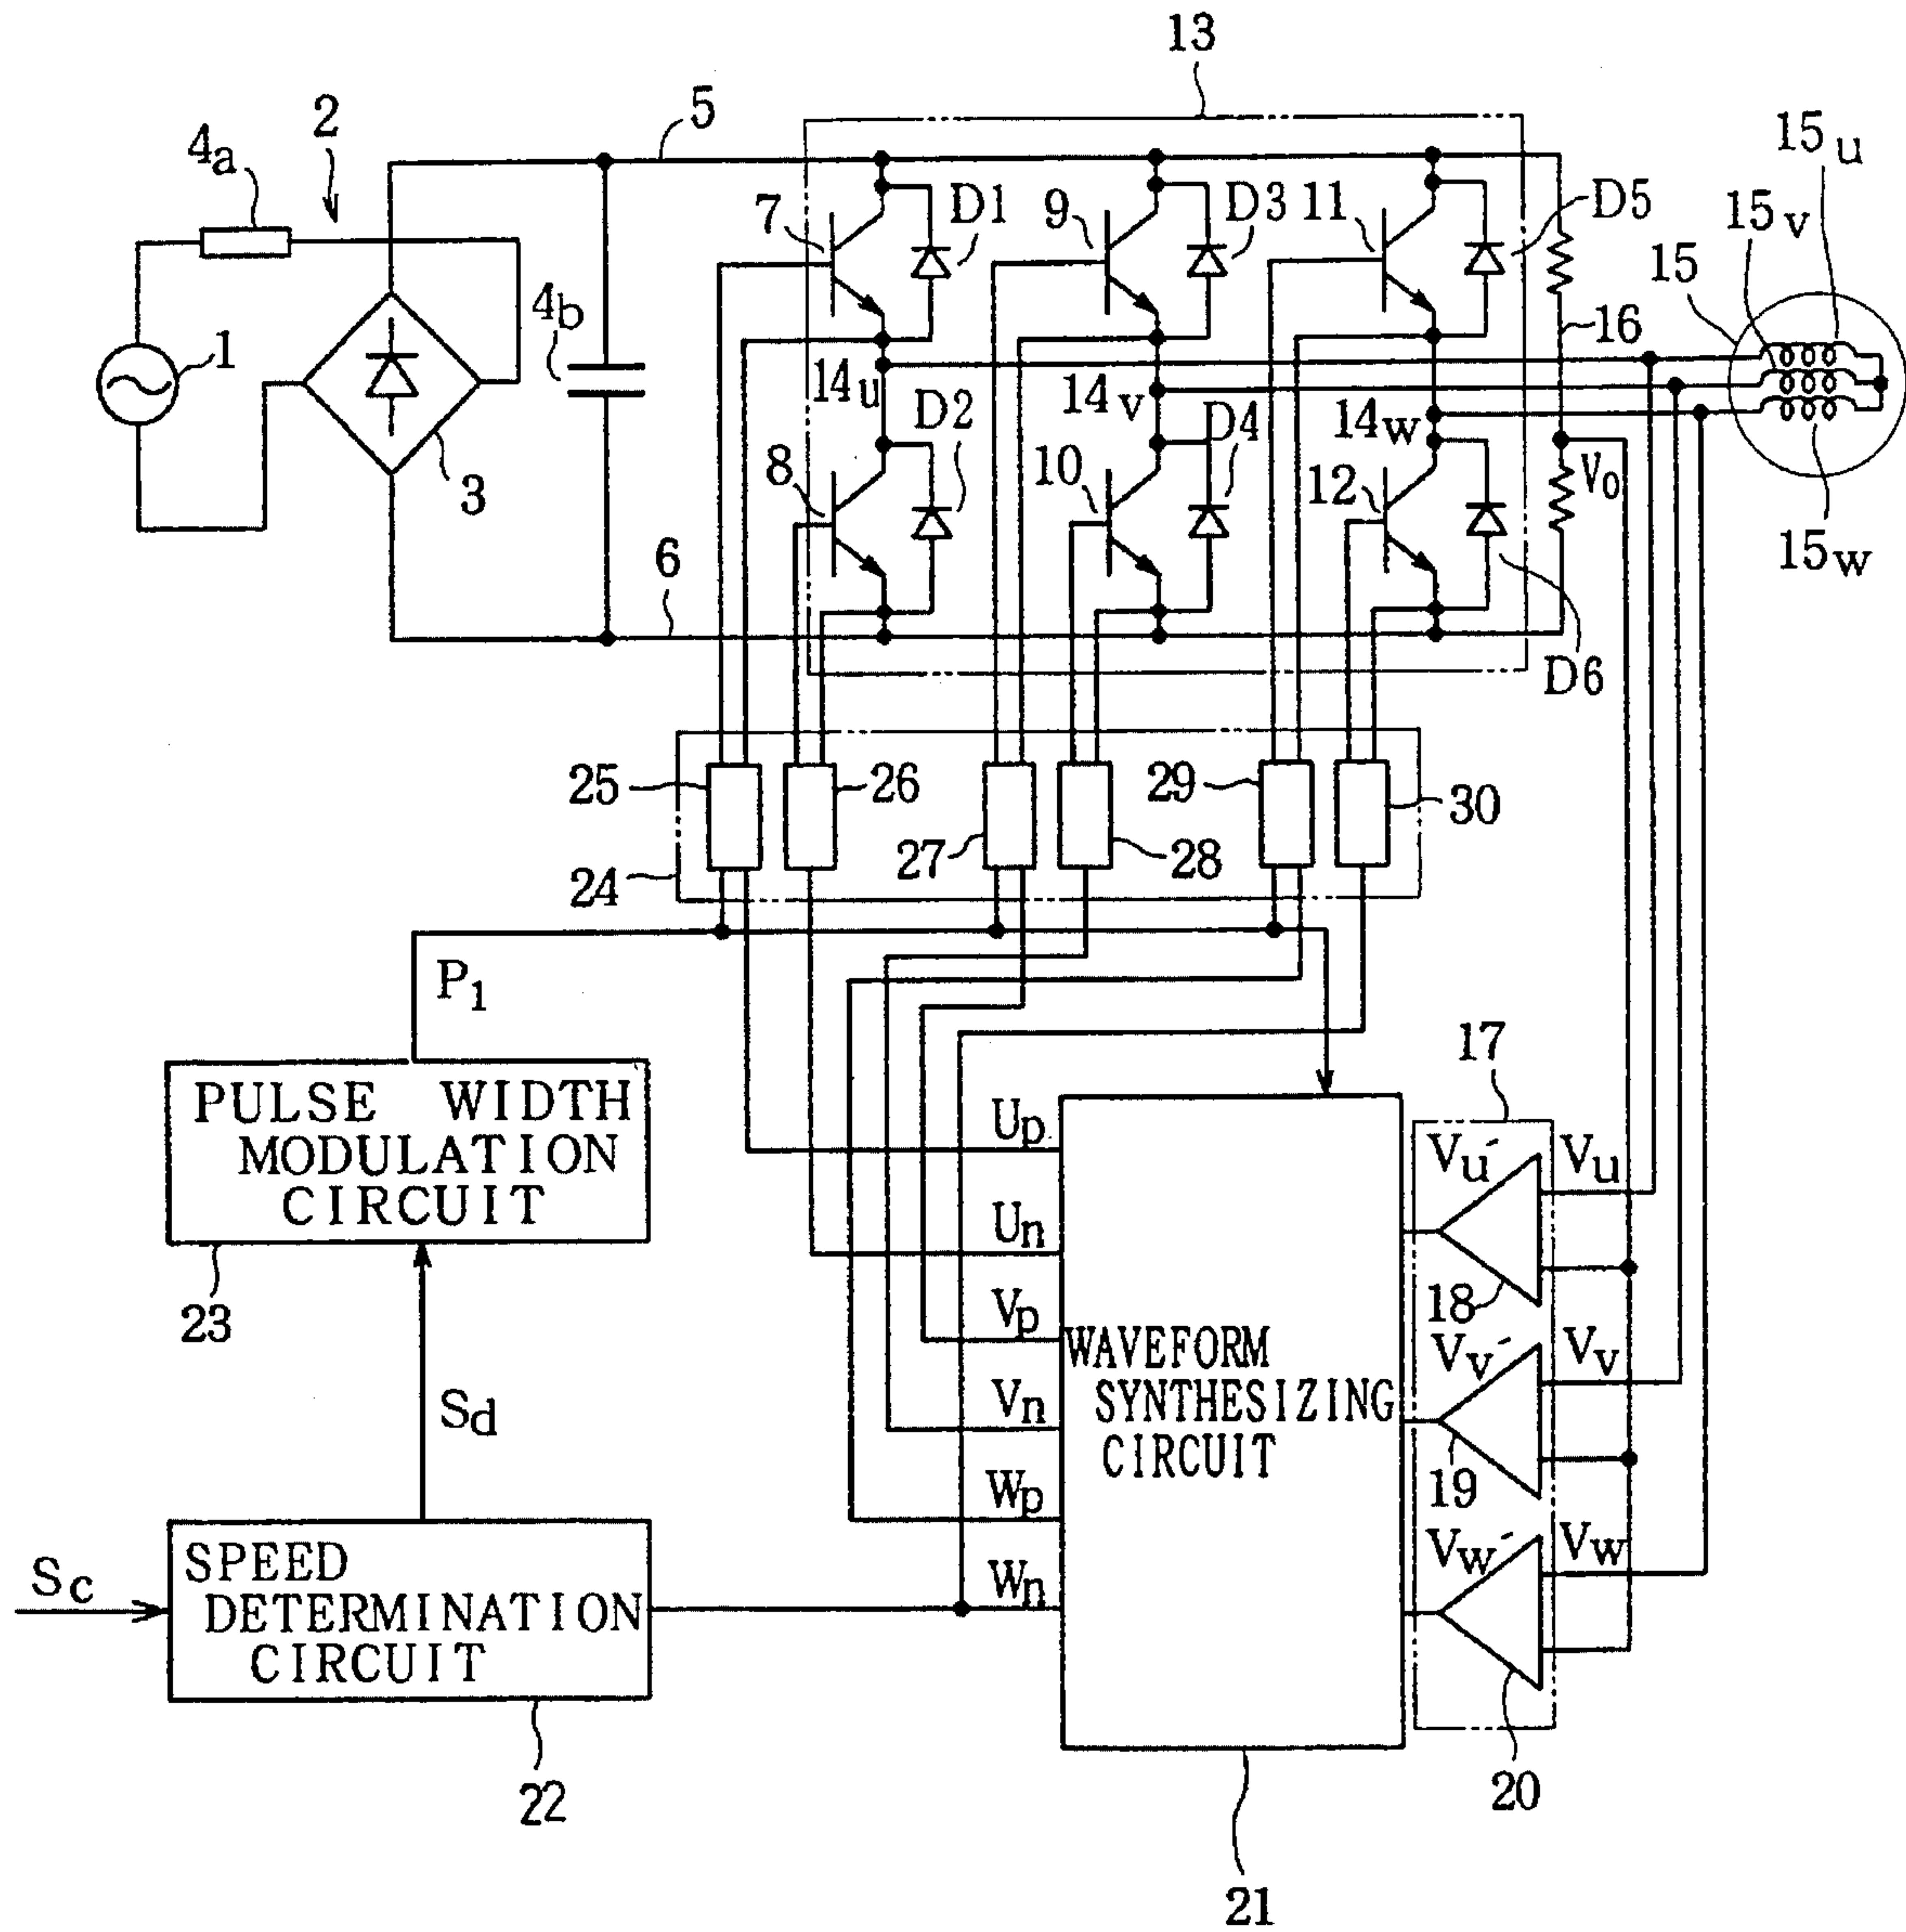 13
2
4a
5
15u
7
D1
9
D3
11
D5
15v
15
1
4b
16
14u
D2
14v
D4
14w
3
8
10
12
V0
15w
6
D6
25
26
29
30
27
28
24
P1
17
PULSE WIDTH
MODULATION
CIRCUIT
Up
Vu′
Vu
Un
23
18
Vp
Vv′
Vv
WAVEFORM
SYNTHESIZING
CIRCUIT
Sd
Vn
19
Wp
Vw′
Vw
Sc
SPEED
DETERMINATION
CIRCUIT
Wn
22
20
21